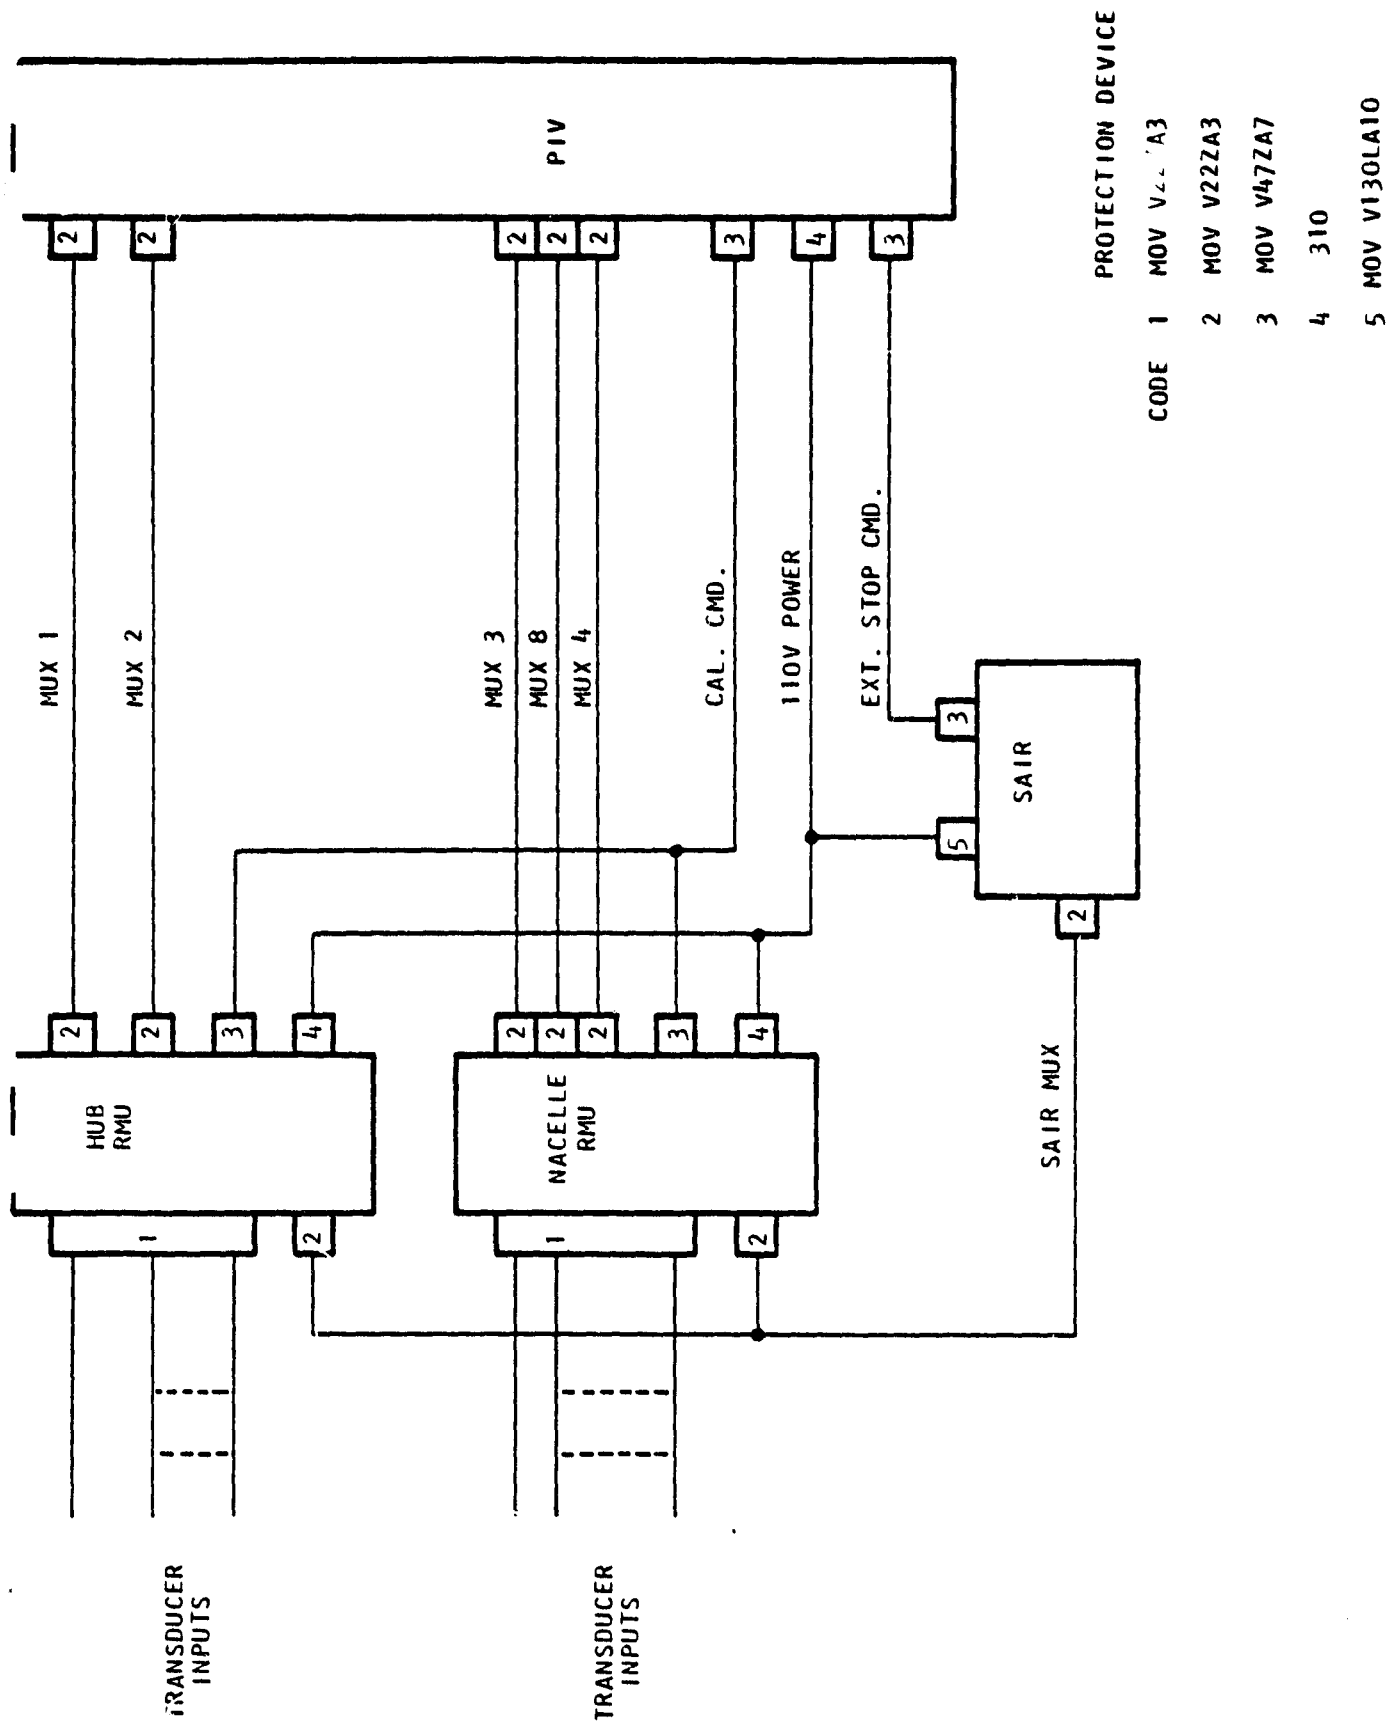 TRANSDUCER
INPUTS
1
HUB
RMU
2
2
2
3
4
MUX 1
MUX 2
2
2
TRANSDUCER
INPUTS
1
NACELLE
RMU
2
2
2
2
3
4
MUX 3
MUX 8
MUX 4
CAL. CMD.
110V POWER
EXT. STOP CMD.
2
2
2
3
4
3
PIV
SAIR MUX
2
5
3
SAIR
PROTECTION DEVICE
CODE 1 MOV
2 MOV V22ZA3
3 MOV V47ZA7
4 310
5 MOV V130LA10